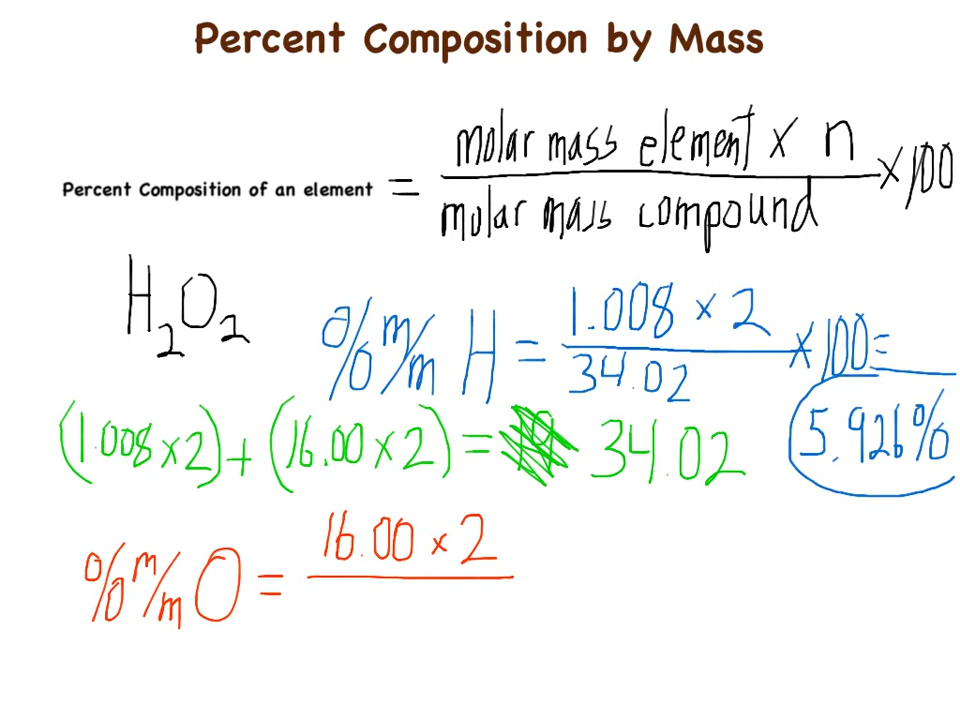 Percent Composition by Mass
Percent Composition of an element = molar mass element x n / molar mass compound x 100
H₂O₂
% m/m H = 1.008 x 2 / 34.02 x 100 = 5.926%
(1.008 x 2) + (16.00 x 2) = 34.02
% m/m O = 16.00 x 2